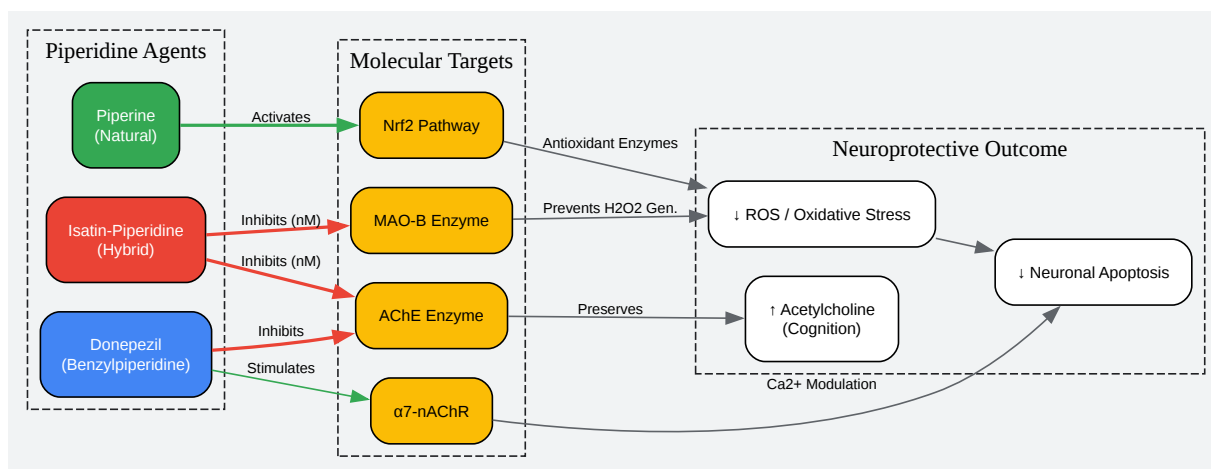 Piperidine Agents
Piperine
(Natural)
Isatin-Piperidine
(Hybrid)
Donepezil
(Benzylpiperidine)
Activates
Inhibits (nM)
Inhibits (nM)
Inhibits
Stimulates
Molecular Targets
Nrf2 Pathway
MAO-B Enzyme
AChE Enzyme
α7-nAChR
Antioxidant Enzymes
Prevents H2O2 Gen.
Preserves
Ca2+ Modulation
Neuroprotective Outcome
↓ ROS / Oxidative Stress
↑ Acetylcholine
(Cognition)
↓ Neuronal Apoptosis